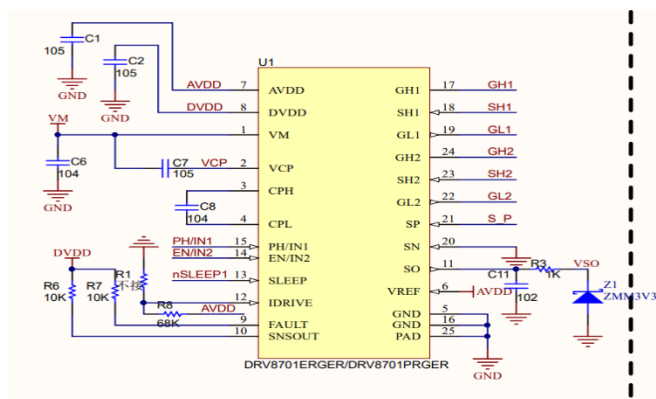 C1
105
C2
105
GND
GND
U1
AVDD
7
AVDD
DVDD
8
DVDD
VM
1
VM
C6
104
GND
C7
105
VCP
2
VCP
3
CPH
C8
104
4
CPL
PH/IN1
15
PH/IN1
EN/IN2
14
EN/IN2
nSLEEP1
13
SLEEP
12
IDRIVE
DVDD
R6
10K
R7
10K
R1
不接
R8
68K
AVDD
9
FAULT
10
SNSOUT
GH1
17
GH1
SH1
18
SH1
GL1
19
GL1
GH2
24
GH2
SH2
23
SH2
GL2
22
GL2
SP
21
S_P
SN
20
SO
11
C11
102
R3
1K
VSO
Z1
ZMM3V3
VREF
6
AVDD
GND
5
GND
16
PAD
25
GND
DRV8701ERGER/DRV8701PRGER